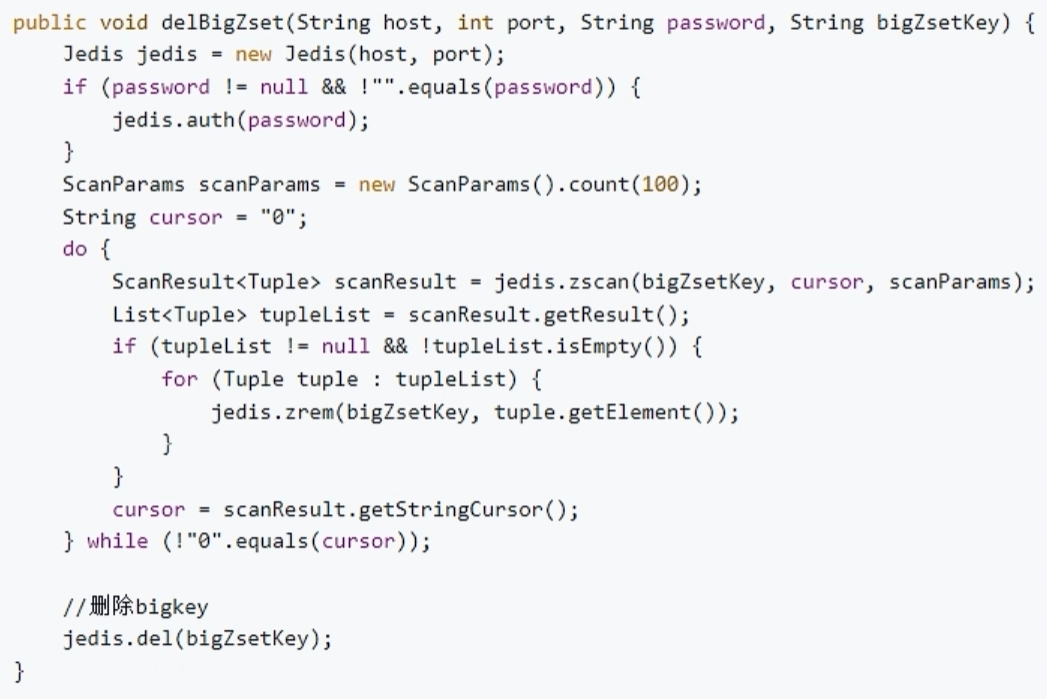 public void delBigZset(String host, int port, String password, String bigZsetKey) {
    Jedis jedis = new Jedis(host, port);
    if (password != null && !"".equals(password)) {
        jedis.auth(password);
    }
    ScanParams scanParams = new ScanParams().count(100);
    String cursor = "0";
    do {
        ScanResult<Tuple> scanResult = jedis.zscan(bigZsetKey, cursor, scanParams);
        List<Tuple> tupleList = scanResult.getResult();
        if (tupleList != null && !tupleList.isEmpty()) {
            for (Tuple tuple : tupleList) {
                jedis.zrem(bigZsetKey, tuple.getElement());
            }
        }
        cursor = scanResult.getStringCursor();
    } while (!"0".equals(cursor));

    //删除bigkey
    jedis.del(bigZsetKey);
}